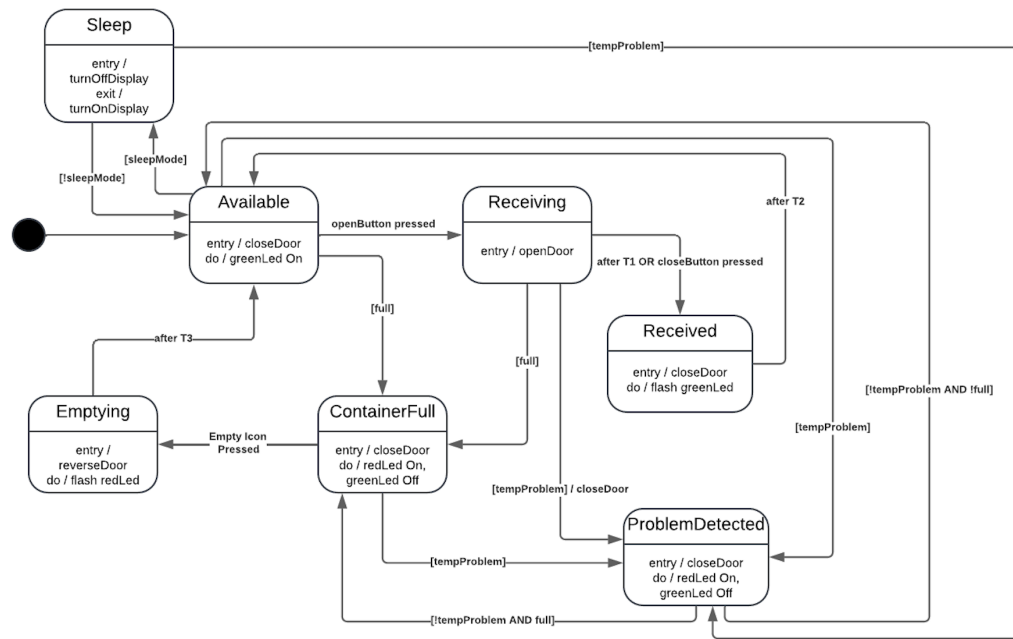 Sleep
entry /
turnOffDisplay
exit /
turnOnDisplay
[tempProblem]
[sleepMode]
[!sleepMode]
Available
entry / closeDoor
do / greenLed On
openButton pressed
Receiving
entry / openDoor
after T2
after T1 OR closeButton pressed
[full]
Received
entry / closeDoor
do / flash greenLed
after T3
[full]
[!tempProblem AND !full]
Emptying
entry /
reverseDoor
do / flash redLed
Empty Icon
Pressed
ContainerFull
entry / closeDoor
do / redLed On,
greenLed Off
[tempProblem]
[tempProblem] / closeDoor
ProblemDetected
entry / closeDoor
do / redLed On,
greenLed Off
[tempProblem]
[!tempProblem AND full]